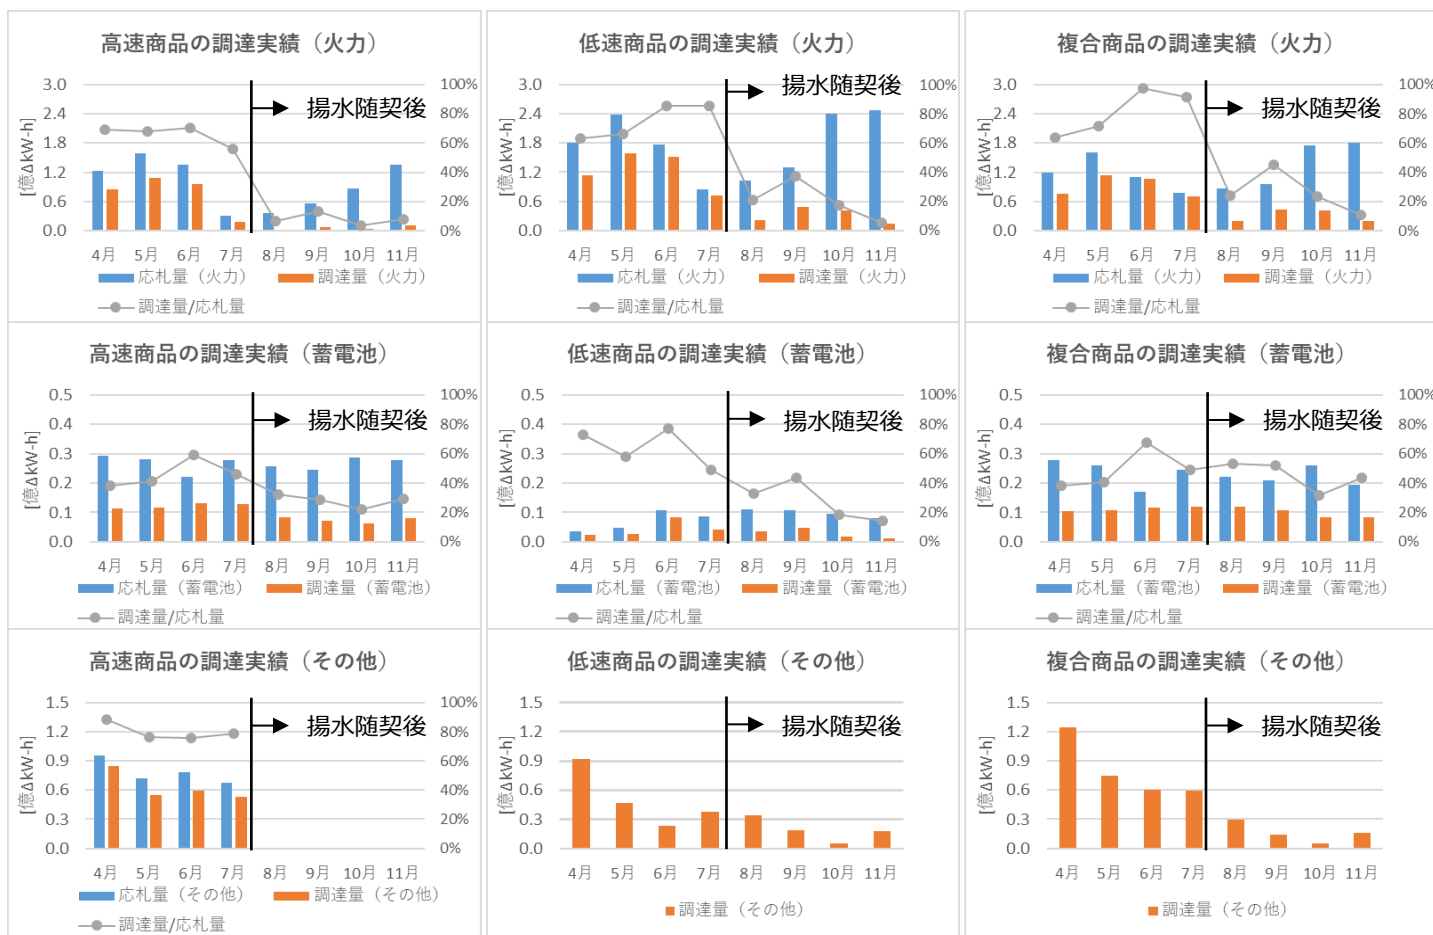 高速商品の調達実績（火力）
3.0
2.4
1.8
1.2
0.6
0.0
[億ΔkW-h]
100%
80%
60%
40%
20%
0%
揚水随契後
4月 5月 6月 7月 8月 9月 10月 11月
応札量（火力） 調達量（火力）
調達量/応札量
低速商品の調達実績（火力）
3.0
2.4
1.8
1.2
0.6
0.0
[億ΔkW-h]
100%
80%
60%
40%
20%
0%
揚水随契後
4月 5月 6月 7月 8月 9月 10月 11月
応札量（火力） 調達量（火力）
調達量/応札量
複合商品の調達実績（火力）
3.0
2.4
1.8
1.2
0.6
0.0
[億ΔkW-h]
100%
80%
60%
40%
20%
0%
揚水随契後
4月 5月 6月 7月 8月 9月 10月 11月
応札量（火力） 調達量（火力）
調達量/応札量
高速商品の調達実績（蓄電池）
0.5
0.4
0.3
0.2
0.1
0.0
[億ΔkW-h]
100%
80%
60%
40%
20%
0%
揚水随契後
4月 5月 6月 7月 8月 9月 10月 11月
応札量（蓄電池） 調達量（蓄電池）
調達量/応札量
低速商品の調達実績（蓄電池）
0.5
0.4
0.3
0.2
0.1
0.0
[億ΔkW-h]
100%
80%
60%
40%
20%
0%
揚水随契後
4月 5月 6月 7月 8月 9月 10月 11月
応札量（蓄電池） 調達量（蓄電池）
調達量/応札量
複合商品の調達実績（蓄電池）
0.5
0.4
0.3
0.2
0.1
0.0
[億ΔkW-h]
100%
80%
60%
40%
20%
0%
揚水随契後
4月 5月 6月 7月 8月 9月 10月 11月
応札量（蓄電池） 調達量（蓄電池）
調達量/応札量
高速商品の調達実績（その他）
1.5
1.2
0.9
0.6
0.3
0.0
[億ΔkW-h]
100%
80%
60%
40%
20%
0%
揚水随契後
4月 5月 6月 7月 8月 9月 10月 11月
応札量（その他） 調達量（その他）
調達量/応札量
低速商品の調達実績（その他）
1.5
1.2
0.9
0.6
0.3
0.0
[億ΔkW-h]
揚水随契後
4月 5月 6月 7月 8月 9月 10月 11月
調達量（その他）
複合商品の調達実績（その他）
1.5
1.2
0.9
0.6
0.3
0.0
[億ΔkW-h]
揚水随契後
4月 5月 6月 7月 8月 9月 10月 11月
調達量（その他）